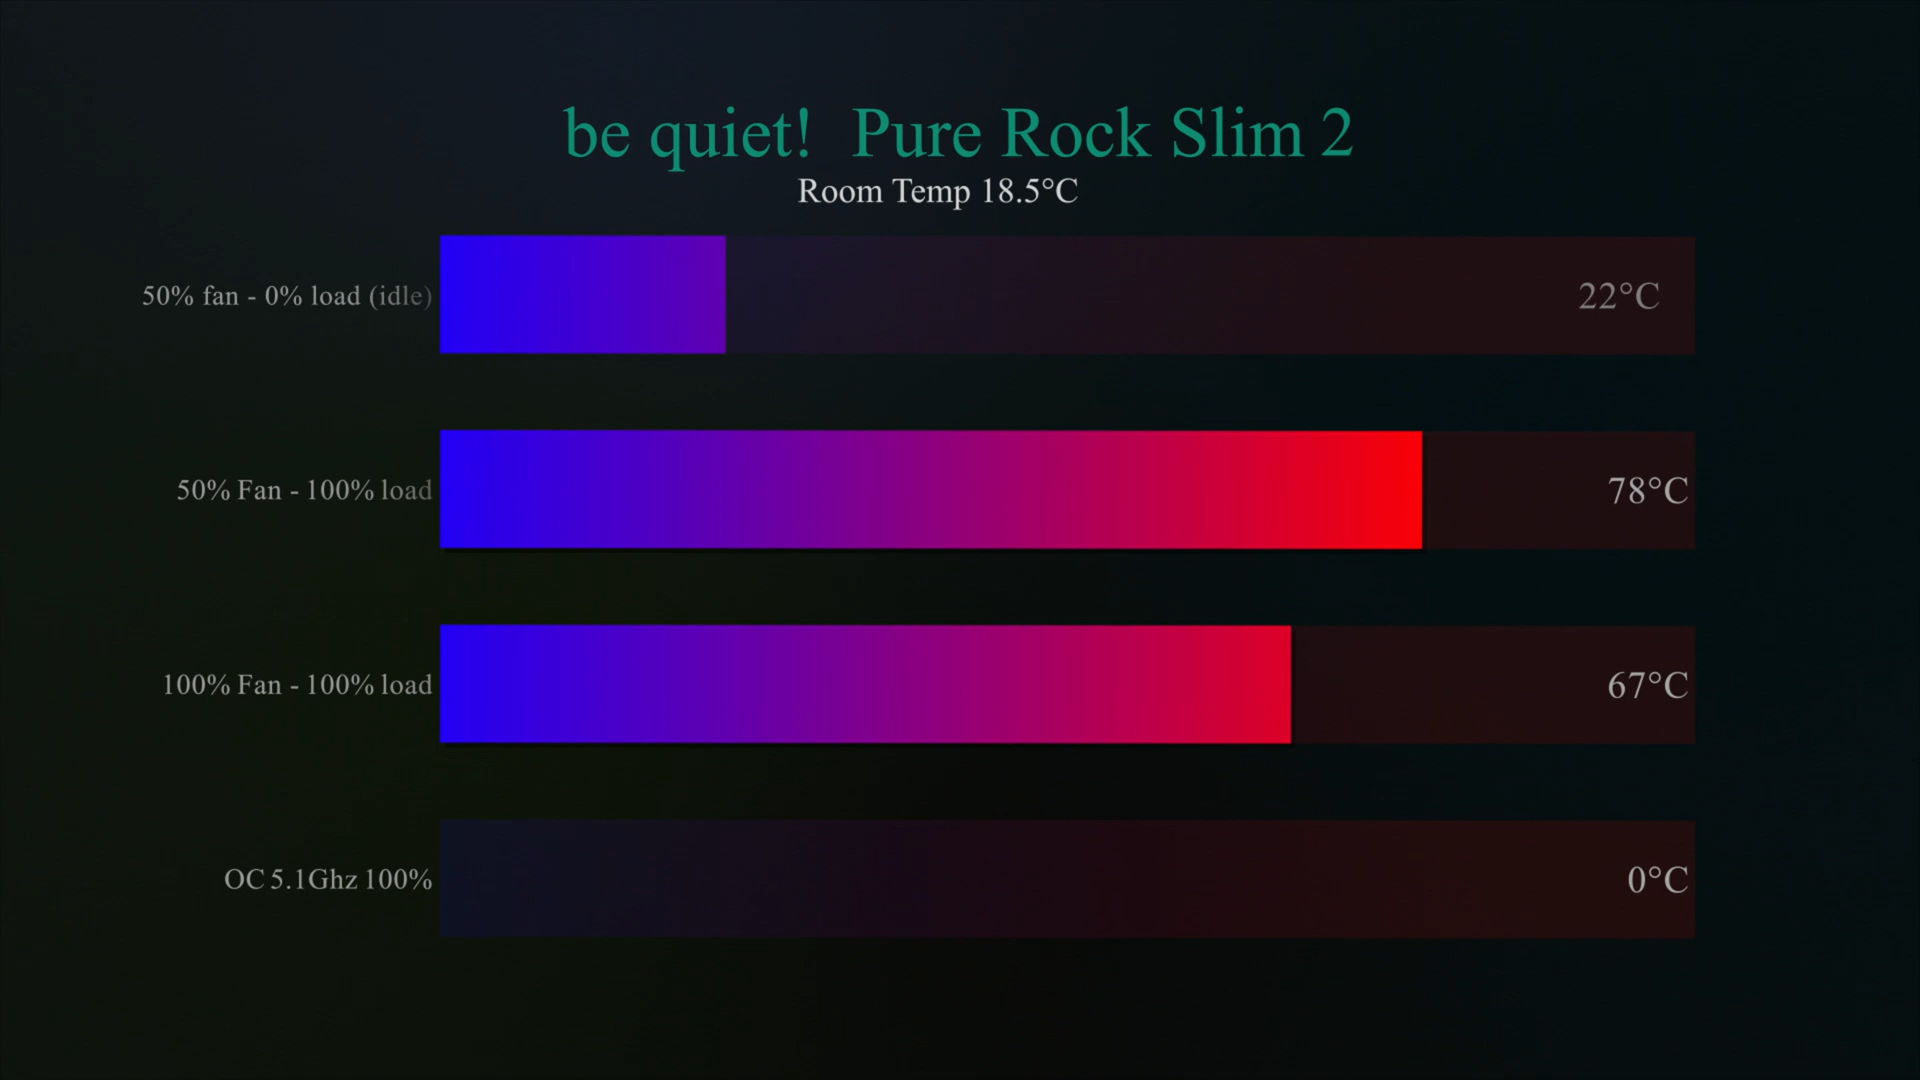 be quiet!  Pure Rock Slim 2
Room Temp 18.5°C
50% fan - 0% load (idle)
22°C
50% Fan - 100% load
78°C
100% Fan - 100% load
67°C
OC 5.1Ghz 100%
0°C